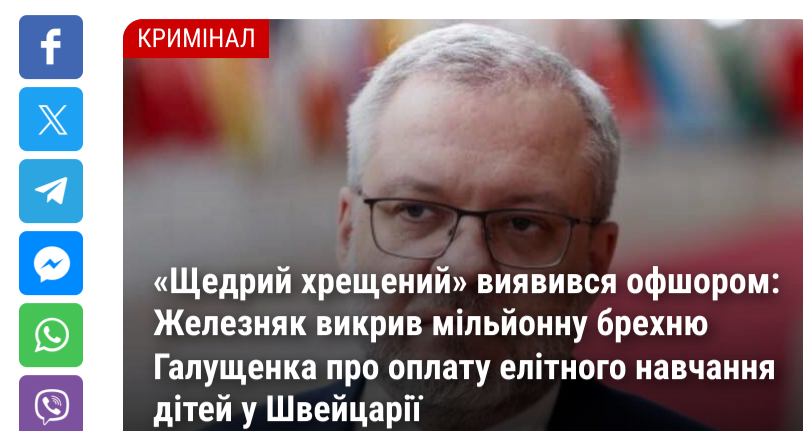 КРИМІНАЛ
«Щедрий хрещений» виявився офшором:
Железняк викрив мільйонну брехню
Галущенка про оплату елітного навчання
дітей у Швейцарії